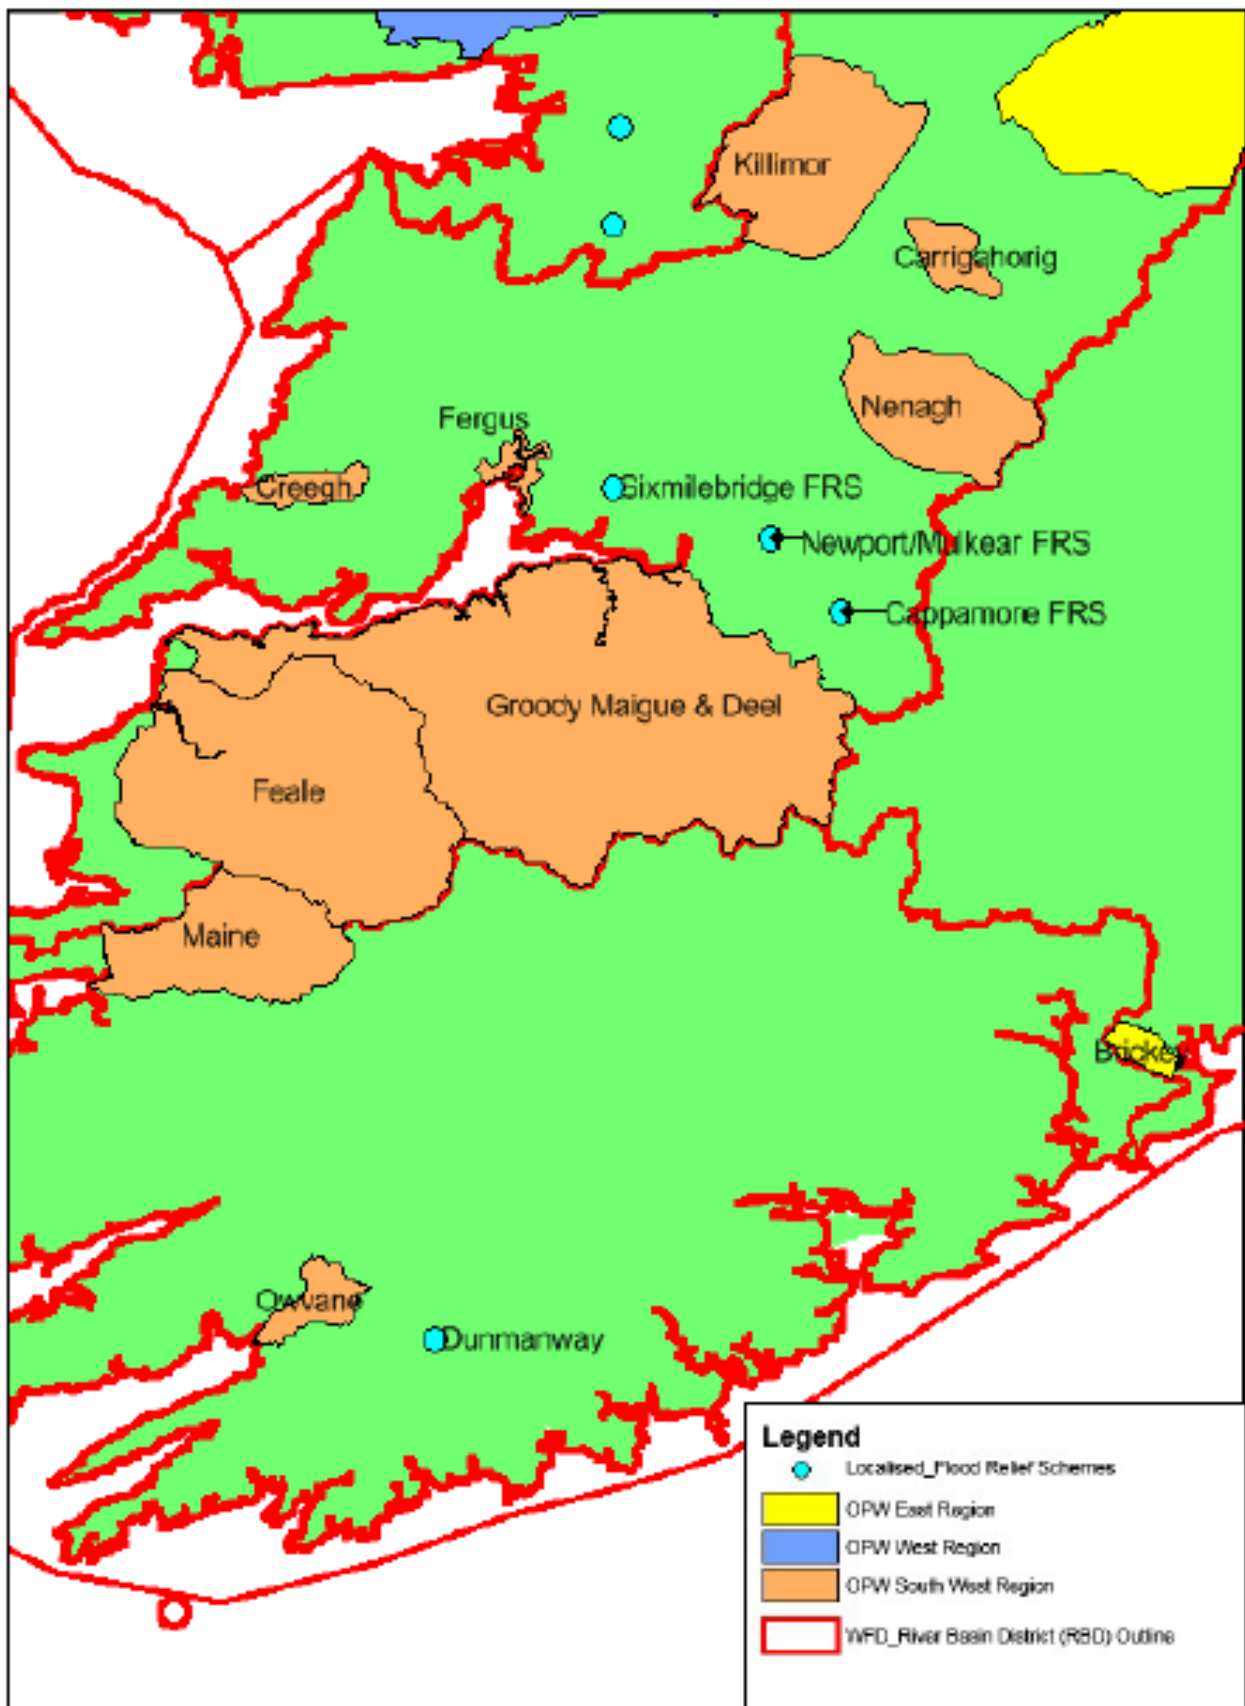 Killimor
Carrigahorig
Nenagh
Fergus
Creegh
Sixmilebridge FRS
Newport/Mulkear FRS
Cappamore FRS
Groody Maigue & Deel
Feale
Maine
Brickey
Owvane
Dunmanway
Legend
Localised_Flood Relief Schemes
OPW East Region
OPW West Region
OPW South West Region
WFD_River Basin District (RBD) Outline